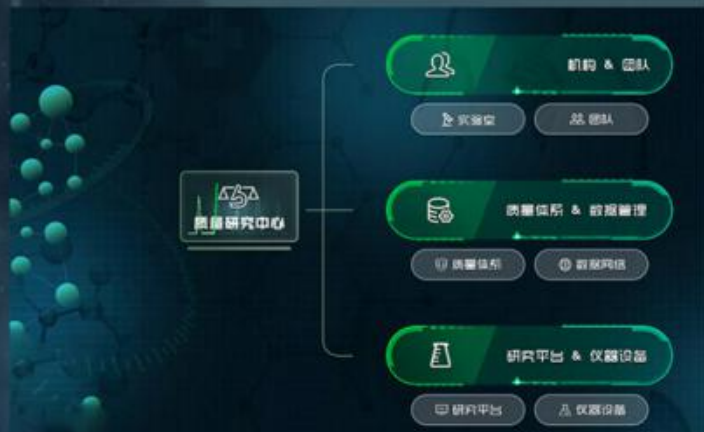 机构 & 团队
实验室
团队
质量研究中心
质量体系 & 数据管理
质量体系
数据网络
研究平台 & 仪器设备
研究平台
仪器设备